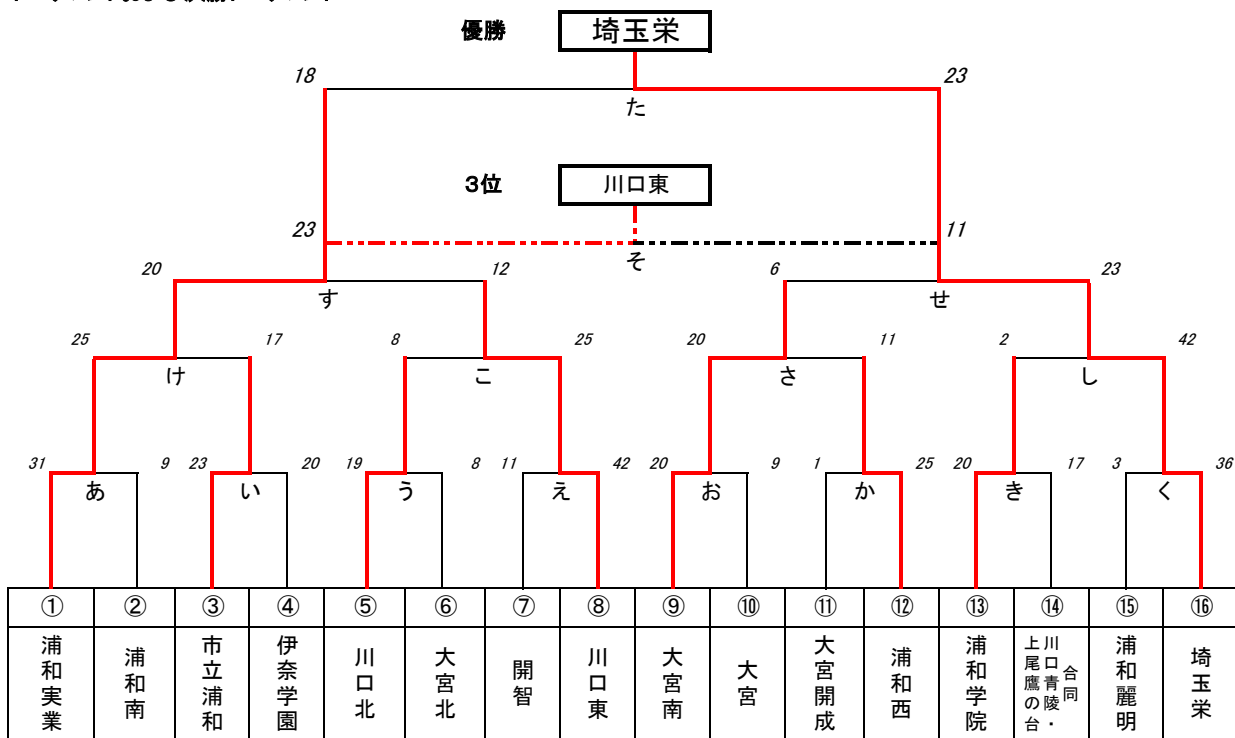 優勝
埼玉栄
18
23
た
3位
川口東
23
11
そ
20
12
6
23
す
せ
25
17
8
25
20
11
2
42
け
こ
さ
し
31
9
23
20
19
8
11
42
20
9
1
25
20
17
3
36
あ
い
う
え
お
か
き
く
① ② ③ ④ ⑤ ⑥ ⑦ ⑧ ⑨ ⑩ ⑪ ⑫ ⑬ ⑭ ⑮ ⑯
浦和実業
浦和南
市立浦和
伊奈学園
川口北
大宮北
開智
川口東
大宮南
大宮
大宮開成
浦和西
浦和学院
川口青陵・
上尾鷹の台
合同
浦和麗明
埼玉栄